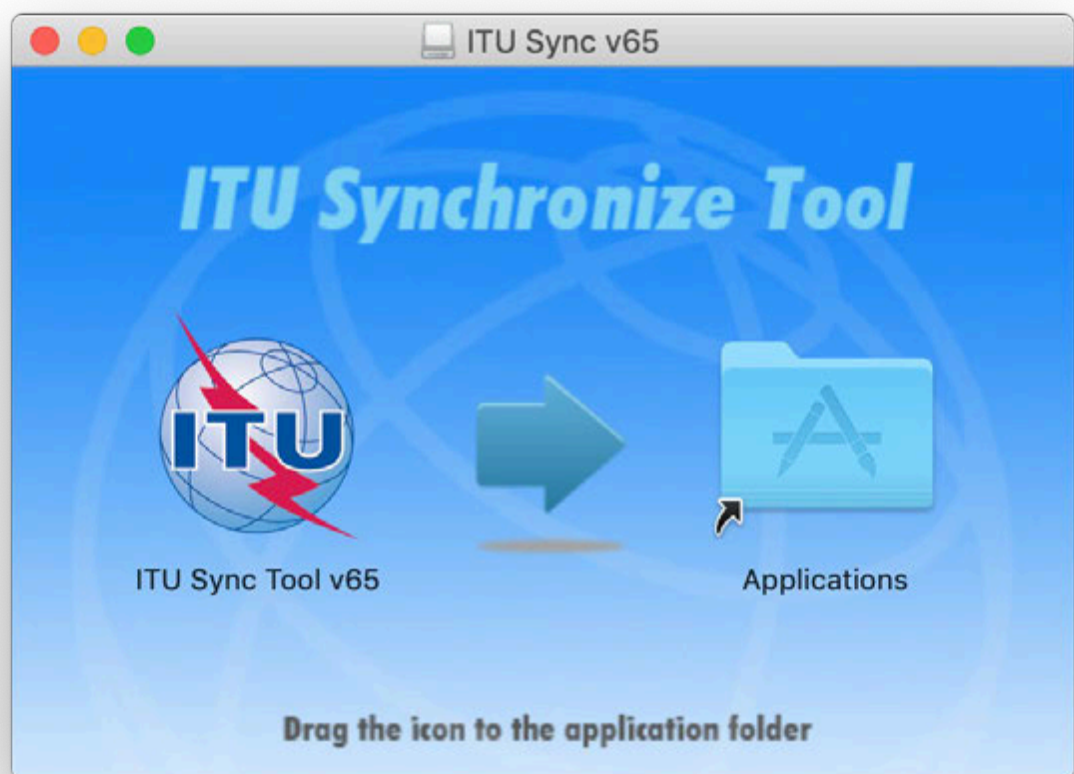 ITU Sync v65
ITU Synchronize Tool
ITU
ITU Sync Tool v65
Applications
Drag the icon to the application folder